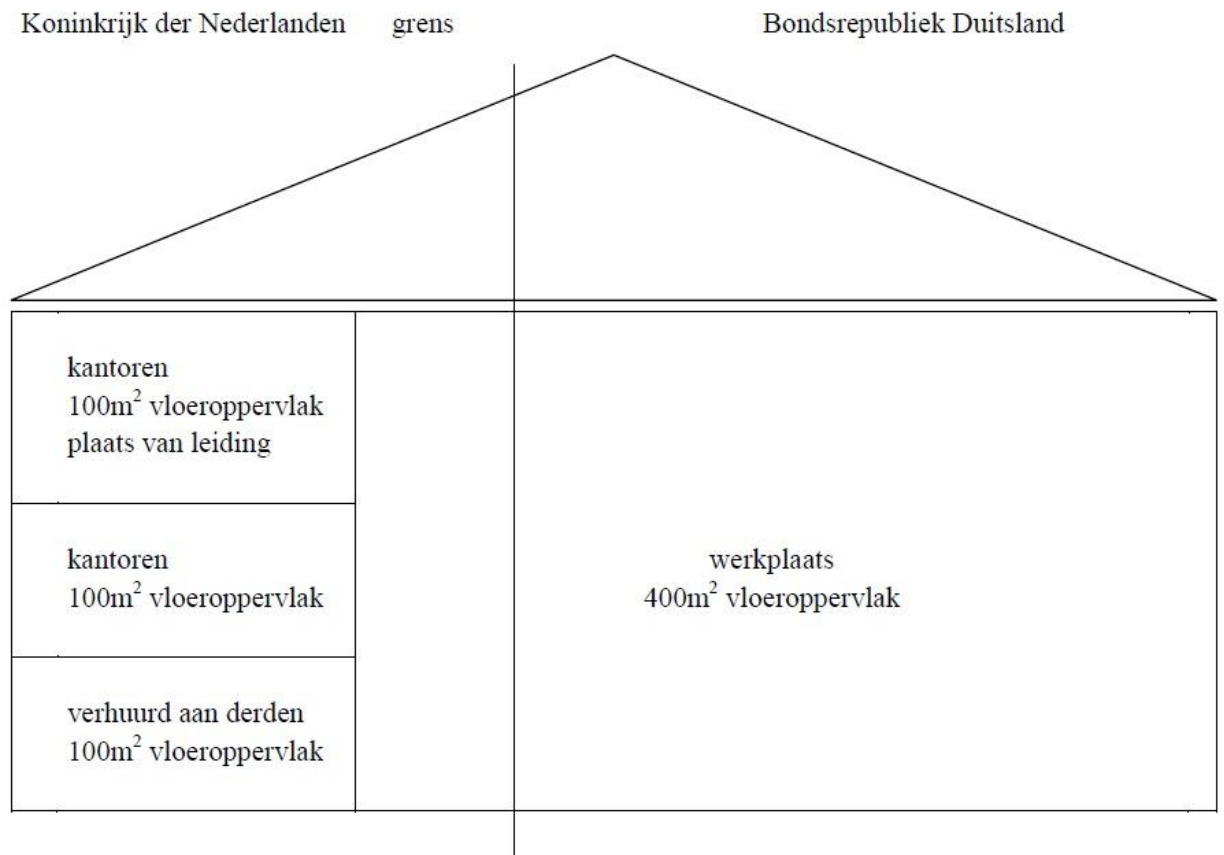 Koninkrijk der Nederlanden grens Bondsrepubliek Duitsland
kantoren
100m² vloeroppervlak
plaats van leiding
kantoren
100m² vloeroppervlak
verhuurd aan derden
100m² vloeroppervlak
werkplaats
400m² vloeroppervlak